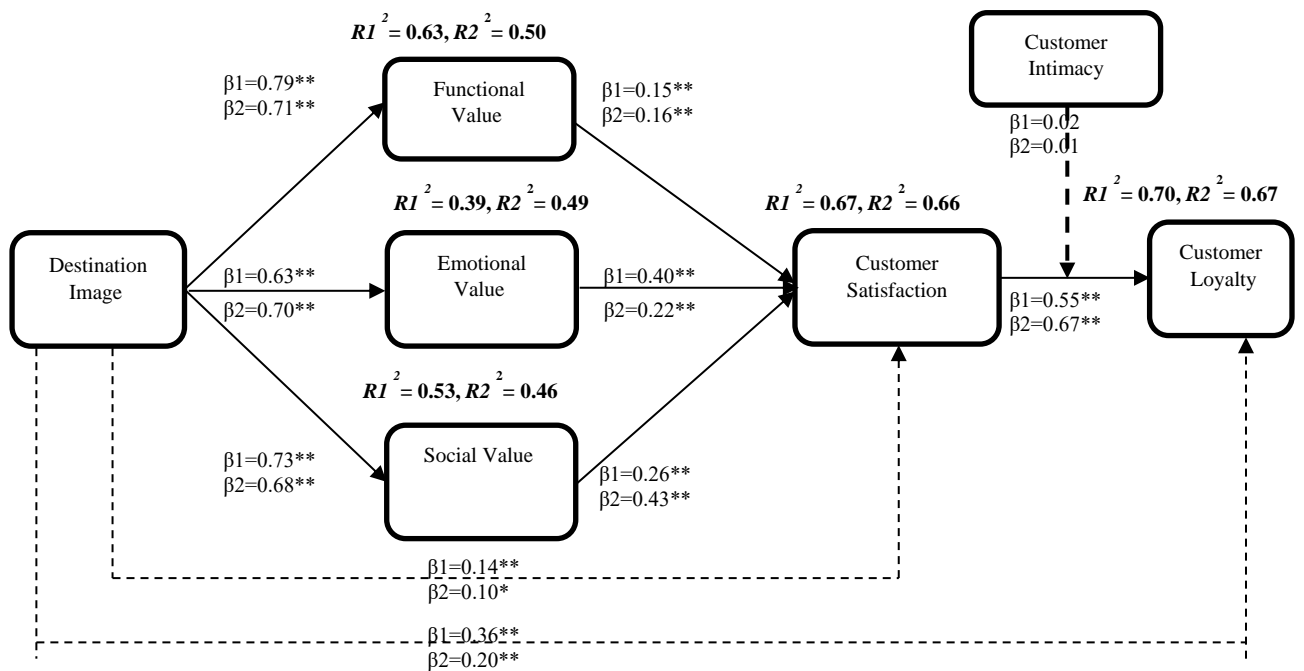 R1²= 0.63, R2²= 0.50
Customer
Intimacy
β1=0.79**
β2=0.71**
Functional
Value
β1=0.15**
β2=0.16**
β1=0.02
β2=0.01
R1²= 0.39, R2²= 0.49
R1²= 0.67, R2²= 0.66
R1²= 0.70, R2²= 0.67
Destination
Image
β1=0.63**
β2=0.70**
Emotional
Value
β1=0.40**
β2=0.22**
Customer
Satisfaction
β1=0.55**
β2=0.67**
Customer
Loyalty
R1²= 0.53, R2²= 0.46
β1=0.73**
β2=0.68**
Social Value
β1=0.26**
β2=0.43**
β1=0.14**
β2=0.10*
β1=0.36**
β2=0.20**